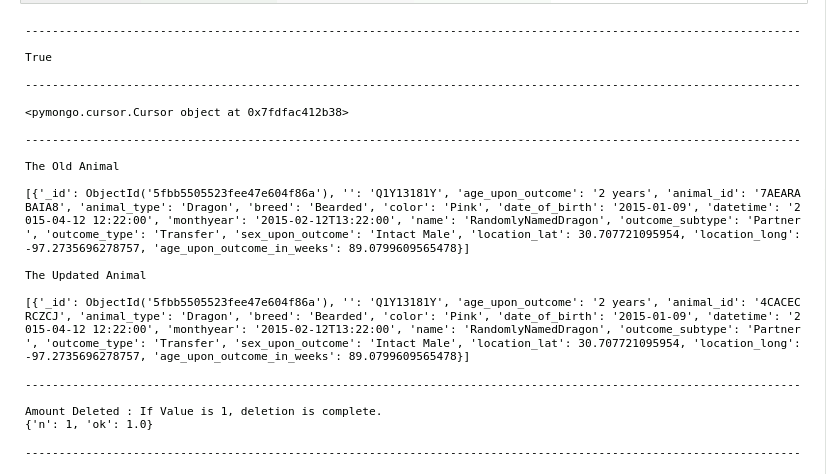 --------------------------------------------------------------------------------------------------------------------
True
--------------------------------------------------------------------------------------------------------------------
<pymongo.cursor.Cursor object at 0x7fdfac412b38>
--------------------------------------------------------------------------------------------------------------------
The Old Animal
[{'_id': ObjectId('5fbb5505523fee47e604f86a'), '': 'Q1Y13181Y', 'age_upon_outcome': '2 years', 'animal_id': '7AEARA
BAIA8', 'animal_type': 'Dragon', 'breed': 'Bearded', 'color': 'Pink', 'date_of_birth': '2015-01-09', 'datetime': '2
015-04-12 12:22:00', 'monthyear': '2015-02-12T13:22:00', 'name': 'RandomlyNamedDragon', 'outcome_subtype': 'Partner
', 'outcome_type': 'Transfer', 'sex_upon_outcome': 'Intact Male', 'location_lat': 30.707721095954, 'location_long':
-97.2735696278757, 'age_upon_outcome_in_weeks': 89.0799609565478}]
The Updated Animal
[{'_id': ObjectId('5fbb5505523fee47e604f86a'), '': 'Q1Y13181Y', 'age_upon_outcome': '2 years', 'animal_id': '4CACEC
RCZCJ', 'animal_type': 'Dragon', 'breed': 'Bearded', 'color': 'Pink', 'date_of_birth': '2015-01-09', 'datetime': '2
015-04-12 12:22:00', 'monthyear': '2015-02-12T13:22:00', 'name': 'RandomlyNamedDragon', 'outcome_subtype': 'Partner
', 'outcome_type': 'Transfer', 'sex_upon_outcome': 'Intact Male', 'location_lat': 30.707721095954, 'location_long':
-97.2735696278757, 'age_upon_outcome_in_weeks': 89.0799609565478}]
--------------------------------------------------------------------------------------------------------------------
Amount Deleted : If Value is 1, deletion is complete.
{'n': 1, 'ok': 1.0}
--------------------------------------------------------------------------------------------------------------------